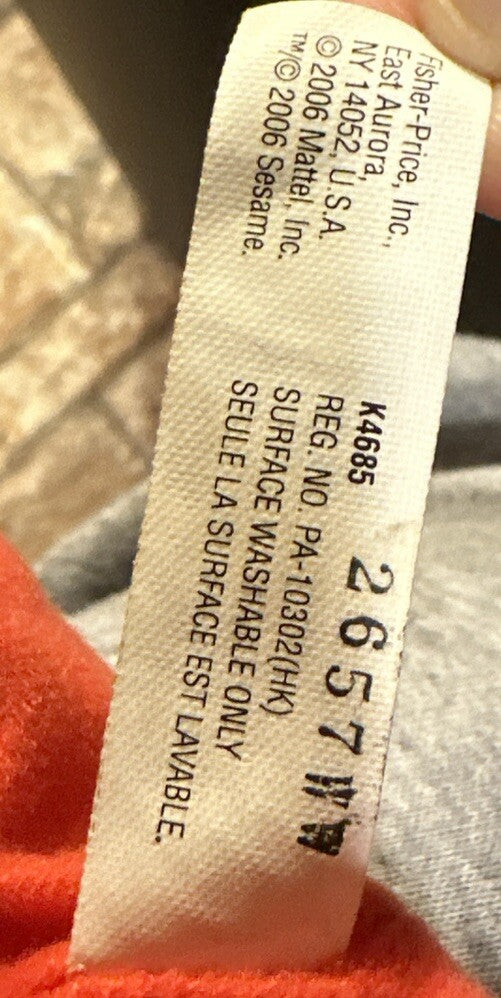 Fisher-Price, Inc.,
East Aurora,
NY 14052, U.S.A.
© 2006 Mattel, Inc.
™/© 2006 Sesame.
K4685
2657
REG. NO. PA-10302(HK)
SURFACE WASHABLE ONLY
SEULE LA SURFACE EST LAVABLE.